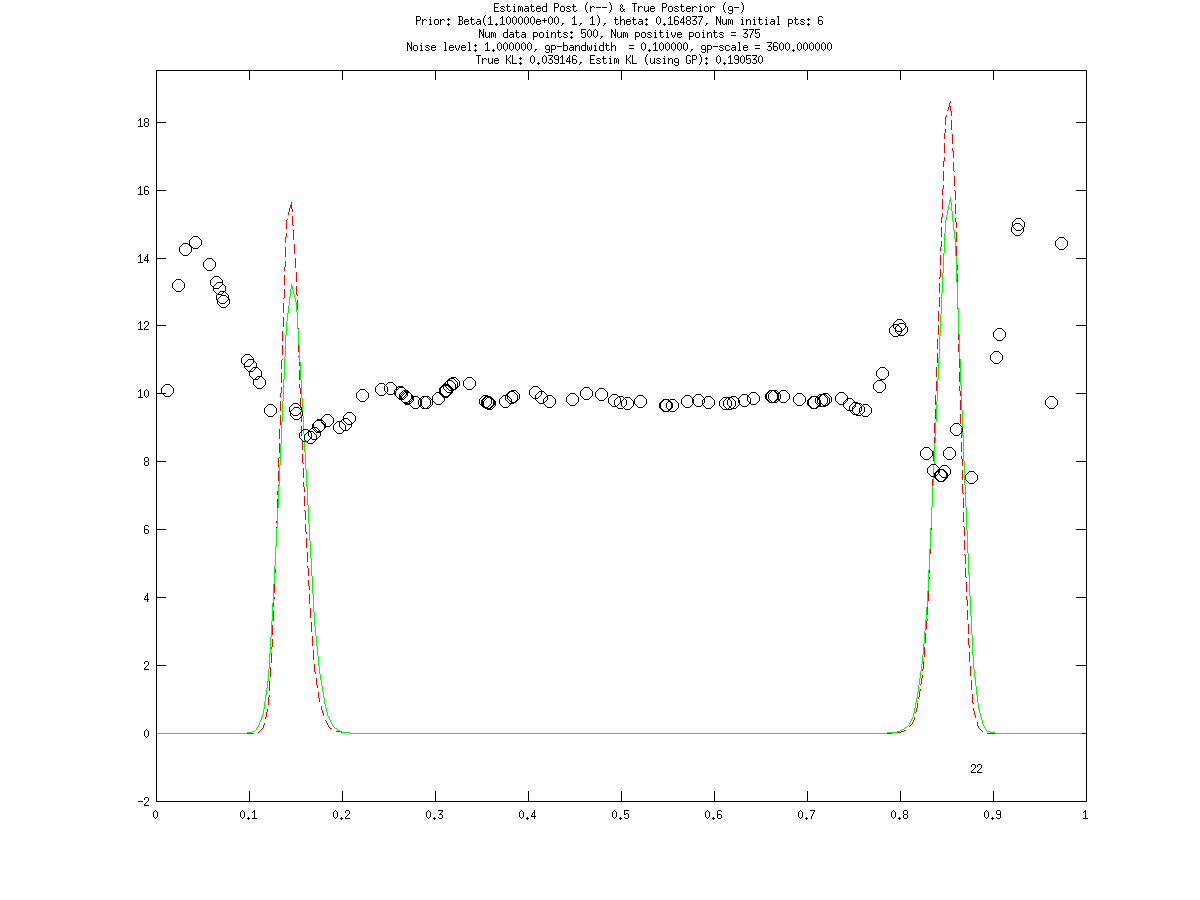 Estimated Post (r--) & True Posterior (g-)
Prior: Beta(1.100000e+00, 1, 1), theta: 0.164837, Num initial pts: 6
Num data points: 500, Num positive points = 375
Noise level: 1.000000, gp-bandwidth  = 0.100000, gp-scale = 3600.000000
True KL: 0.039146, Estim KL (using GP): 0.190530
18
16
14
12
10
8
6
4
2
0
22
-2
0 0.1 0.2 0.3 0.4 0.5 0.6 0.7 0.8 0.9 1